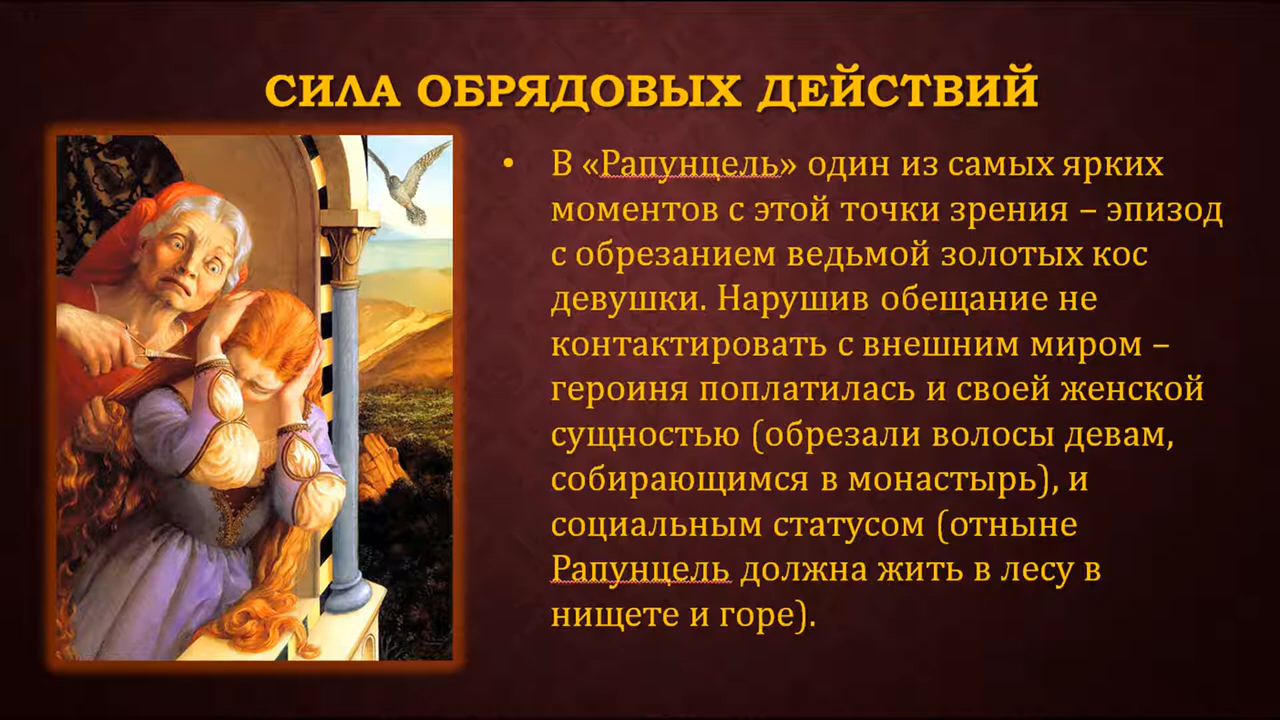 СИЛА ОБРЯДОВЫХ ДЕЙСТВИЙ
• В «Рапунцель» один из самых ярких
моментов с этой точки зрения – эпизод
с обрезанием ведьмой золотых кос
девушки. Нарушив обещание не
контактировать с внешним миром –
героиня поплатилась и своей женской
сущностью (обрезали волосы девам,
собирающимся в монастырь), и
социальным статусом (отныне
Рапунцель должна жить в лесу в
нищете и горе).